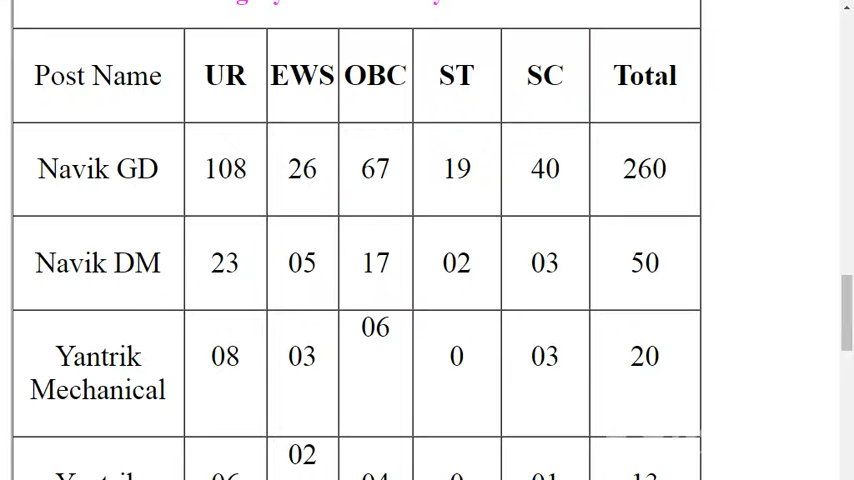 Post Name UR EWS OBC ST SC Total
Navik GD 108 26 67 19 40 260
Navik DM 23 05 17 02 03 50
Yantrik Mechanical 08 03 06 0 03 20
02